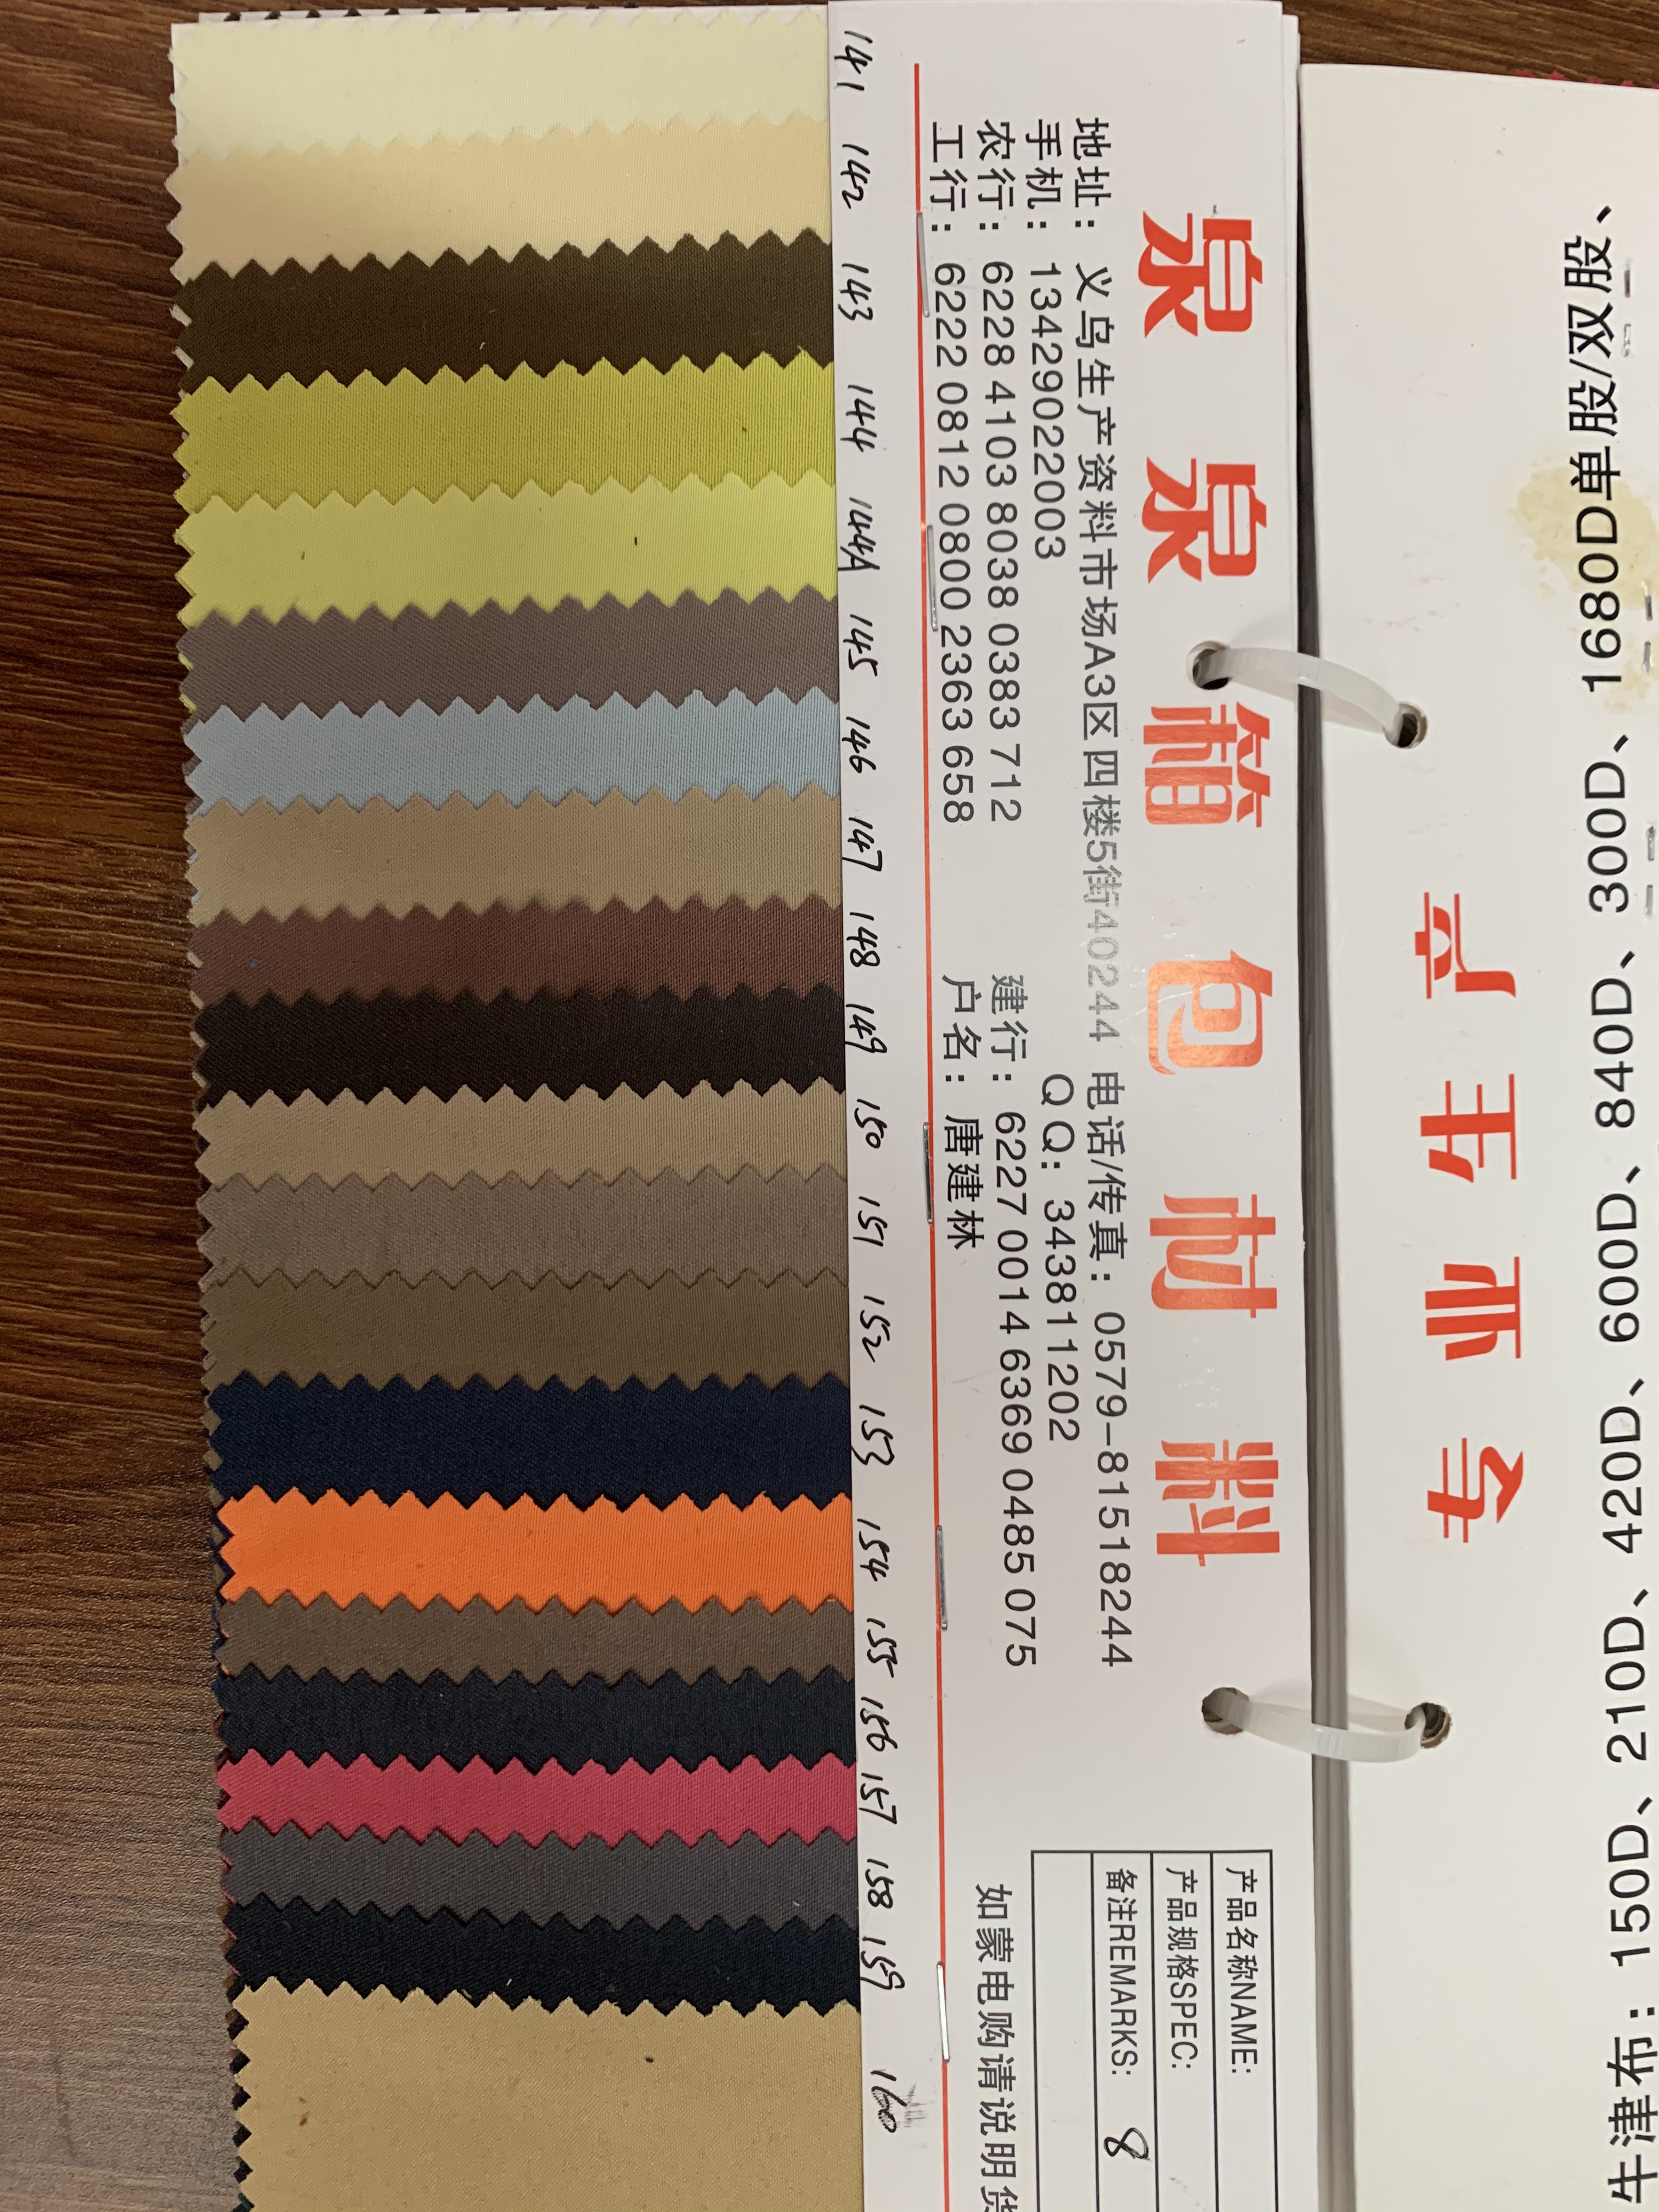 泉泉箱包材料
地址：义乌生产资料市场A3区四楼5街40244 电话/传真：0579-81518244
手机：13429022003 QQ：343811202
农行：6228 4103 8038 0383 712 建行：6227 0014 6369 0485 075
工行：6222 0812 0800 2363 658 户名：唐建林
产品名称NAME:
产品规格SPEC:
备注REMARKS: 8
如蒙电购请说明货
141
142
143
144
144A
145
146
147
148
149
150
151
152
153
154
155
156
157
158
159
160
专业生产
牛津布：150D、210D、420D、600D、840D、300D、1680D单股/双股、